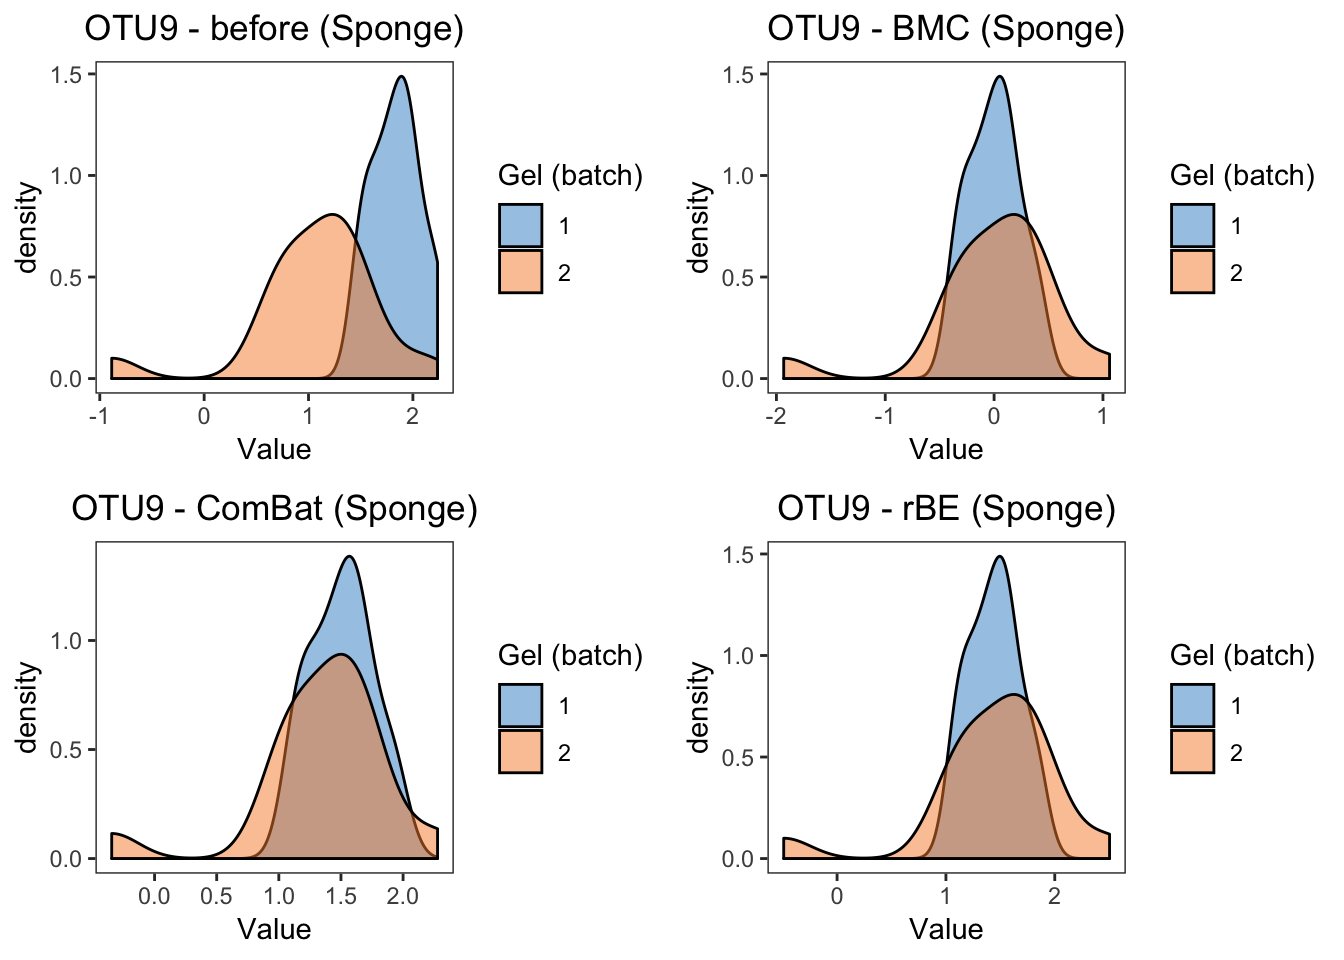 OTU9 - before (Sponge)
1.5
1.0
0.5
0.0
density
-1 0 1 2
Value
Gel (batch)
1
2
OTU9 - BMC (Sponge)
1.5
1.0
0.5
0.0
density
-2 -1 0 1
Value
Gel (batch)
1
2
OTU9 - ComBat (Sponge)
1.0
0.5
0.0
density
0.0 0.5 1.0 1.5 2.0
Value
Gel (batch)
1
2
OTU9 - rBE (Sponge)
1.5
1.0
0.5
0.0
density
0 1 2
Value
Gel (batch)
1
2